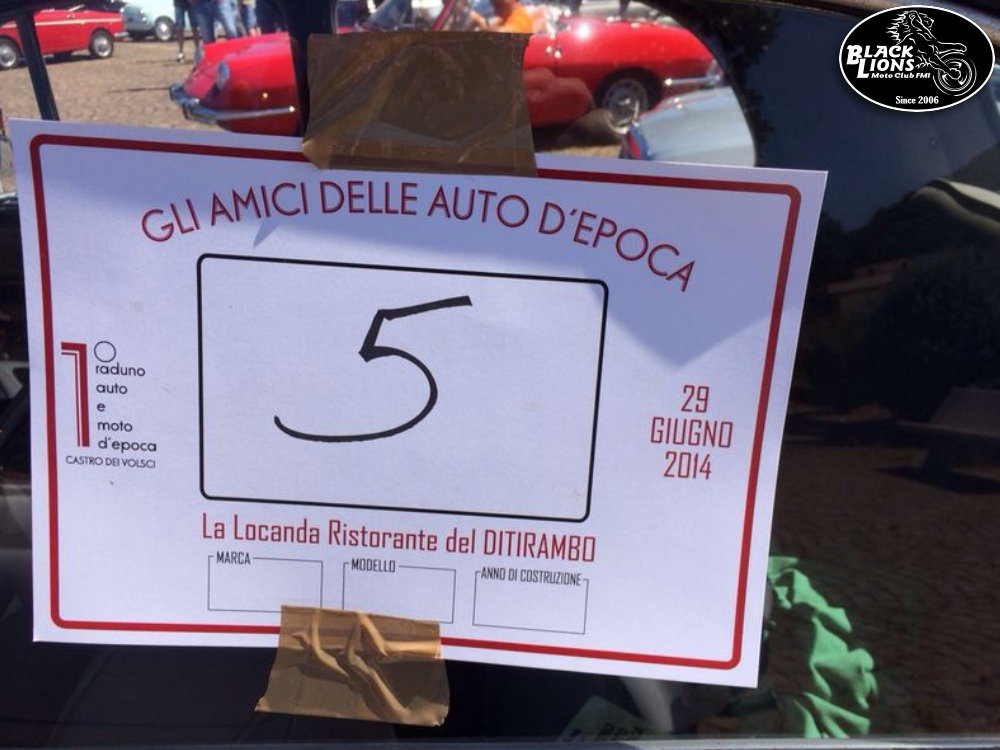 BLACK
LIONS
Moto Club FMI
Since 2006
GLI AMICI DELLE AUTO D'EPOCA
5
1°
raduno
auto
e
moto
d'epoca
CASTRO DEI VOLSCI
29
GIUGNO
2014
La Locanda Ristorante del DITIRAMBO
MARCA
MODELLO
ANNO DI COSTRUZIONE